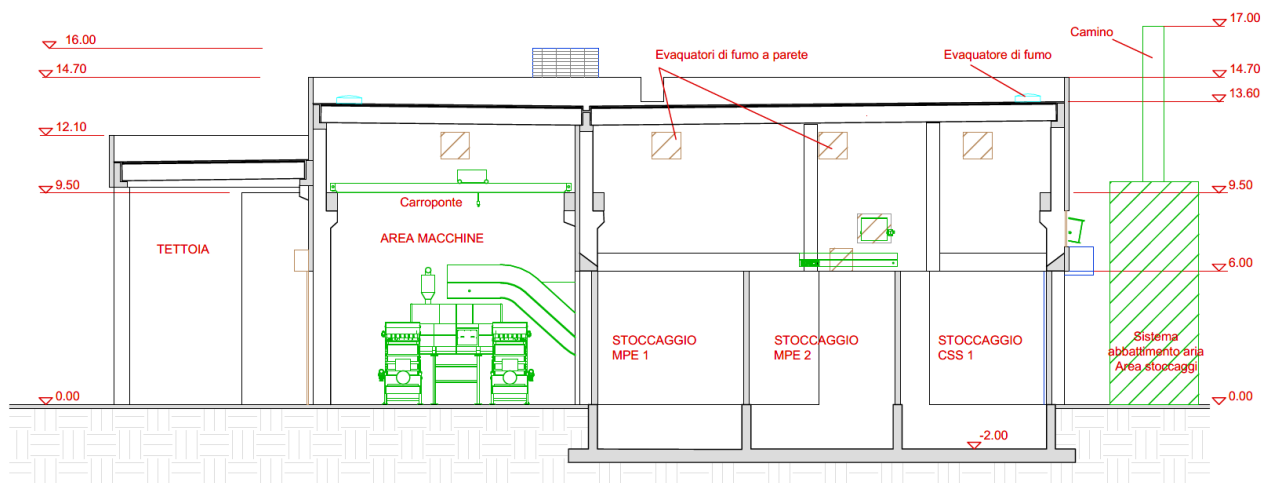 17.00
Camino
16.00
Evaquatori di fumo a parete
Evaquatore di fumo
14.70
14.70
13.60
12.10
9.50
9.50
Carroponte
AREA MACCHINE
TETTOIA
6.00
STOCCAGGIO
MPE 1
STOCCAGGIO
MPE 2
STOCCAGGIO
CSS 1
Sistema
abbattimento aria
Area stoccaggi
0.00
0.00
-2.00